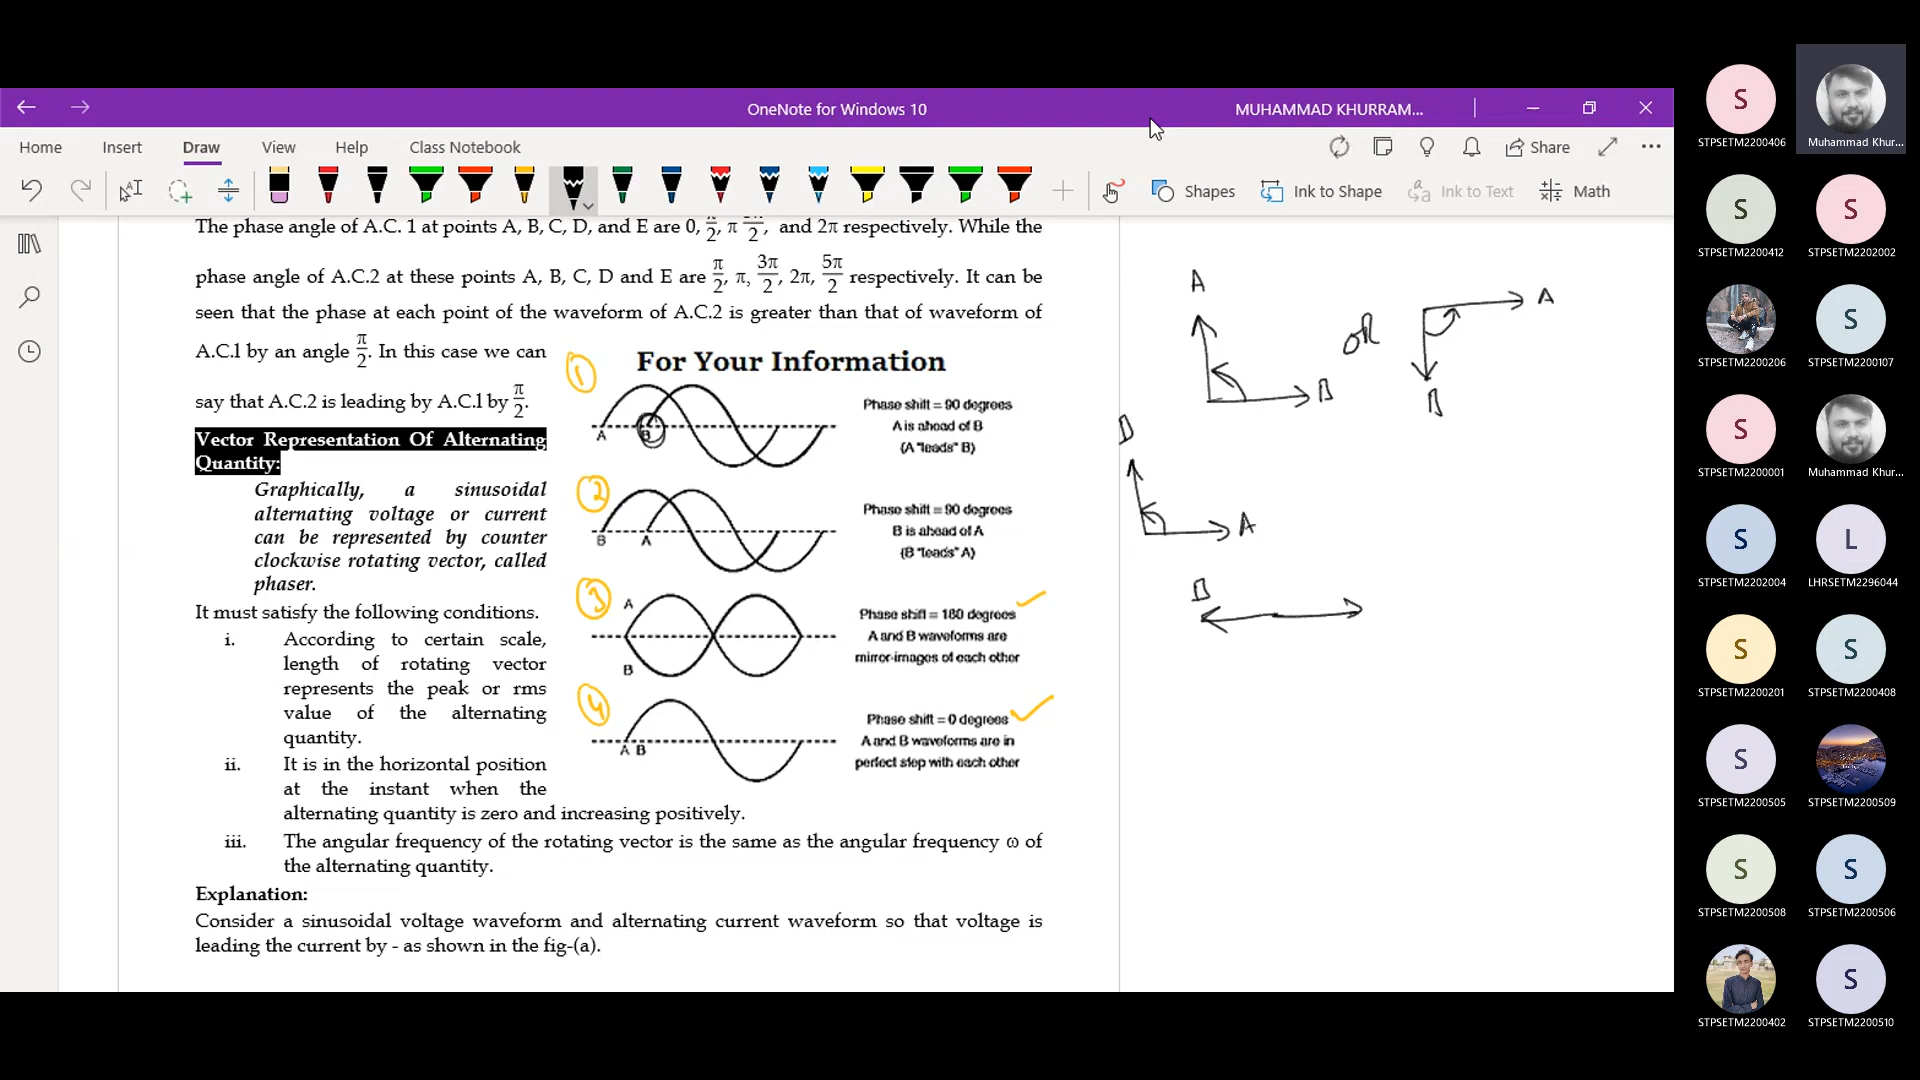 OneNote for Windows 10
MUHAMMAD KHURRAM...
Home Insert Draw View Help Class Notebook
Share
Shapes Ink to Shape Ink to Text Math
The phase angle of A.C. 1 at points A, B, C, D, and E are 0, π/2, π and 2π respectively. While the
phase angle of A.C.2 at these points A, B, C, D and E are π/2, π, 3π/2, 2π, 5π/2 respectively. It can be
seen that the phase at each point of the waveform of A.C.2 is greater than that of waveform of
A.C.l by an angle π/2. In this case we can
say that A.C.2 is leading by A.C.l by π/2.
Vector Representation Of Alternating
Quantity:
Graphically, a sinusoidal
alternating voltage or current
can be represented by counter
clockwise rotating vector, called
phaser.
It must satisfy the following conditions.
i. According to certain scale,
length of rotating vector
represents the peak or rms
value of the alternating
quantity.
ii. It is in the horizontal position
at the instant when the
alternating quantity is zero and increasing positively.
iii. The angular frequency of the rotating vector is the same as the angular frequency ω of
the alternating quantity.
Explanation:
Consider a sinusoidal voltage waveform and alternating current waveform so that voltage is
leading the current by - as shown in the fig-(a).
For Your Information
1
A B
Phase shift = 90 degrees
A is ahead of B
(A "leads" B)
2
B A
Phase shift = 90 degrees
B is ahead of A
(B "leads" A)
3
A
B
Phase shift = 180 degrees
A and B waveforms are
mirror-images of each other
4
A B
Phase shift = 0 degrees
A and B waveforms are in
perfect step with each other
A
B
OR
A
B
B
A
B
S
STPSETM2200406
Muhammad Khur...
S
STPSETM2200412
S
STPSETM2202002
STPSETM2200206
S
STPSETM2200107
S
STPSETM2200001
Muhammad Khur...
S
STPSETM2202004
L
LHRSETM2296044
S
STPSETM2200201
S
STPSETM2200408
S
STPSETM2200505
STPSETM2200509
S
STPSETM2200508
S
STPSETM2200506
STPSETM2200402
S
STPSETM2200510